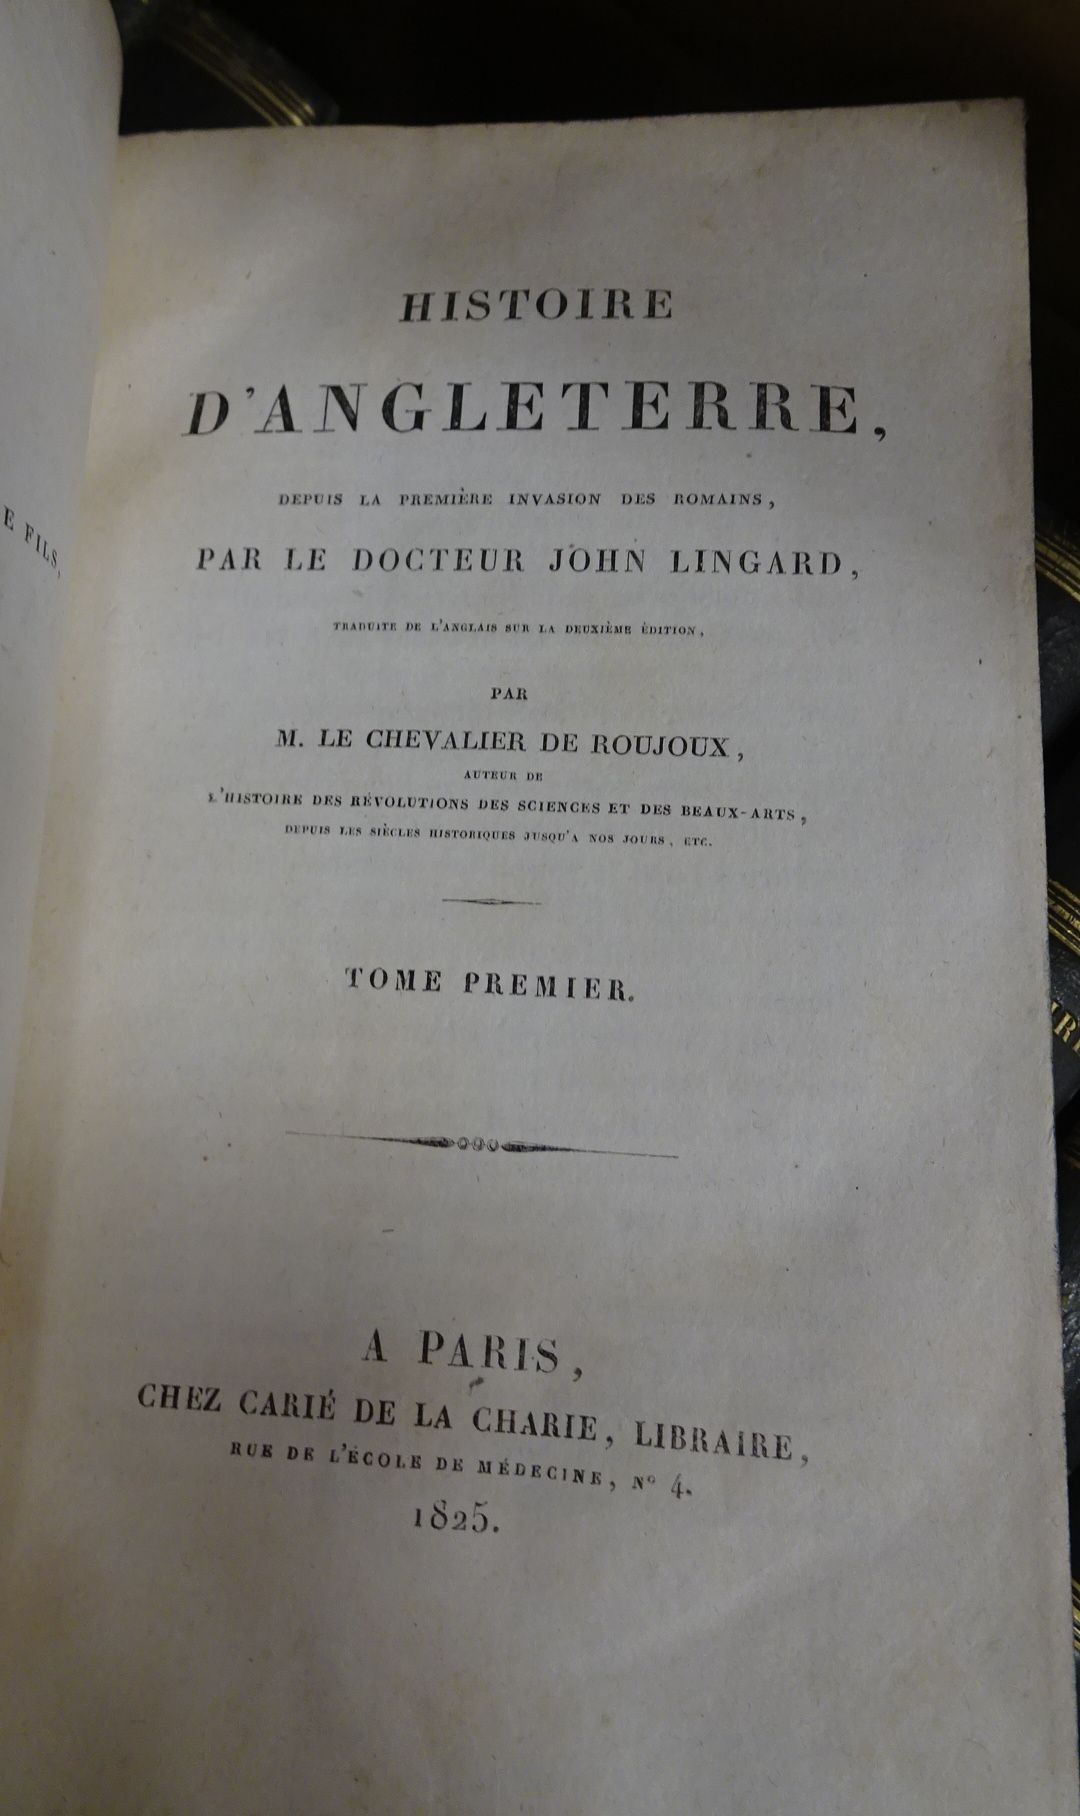 E FILS,
HISTOIRE
D'ANGLETERRE,
DEPUIS LA PREMIÈRE INVASION DES ROMAINS,
PAR LE DOCTEUR JOHN LINGARD,
TRADUITE DE L'ANGLAIS SUR LA DEUXIÈME ÉDITION,
PAR
M. LE CHEVALIER DE ROUJOUX,
AUTEUR DE
L'HISTOIRE DES RÉVOLUTIONS DES SCIENCES ET DES BEAUX-ARTS,
DEPUIS LES SIÈCLES HISTORIQUES JUSQU'A NOS JOURS, ETC.
TOME PREMIER.
A PARIS,
CHEZ CARIÉ DE LA CHARIE, LIBRAIRE,
RUE DE L'ÉCOLE DE MÉDECINE, No 4.
1825.